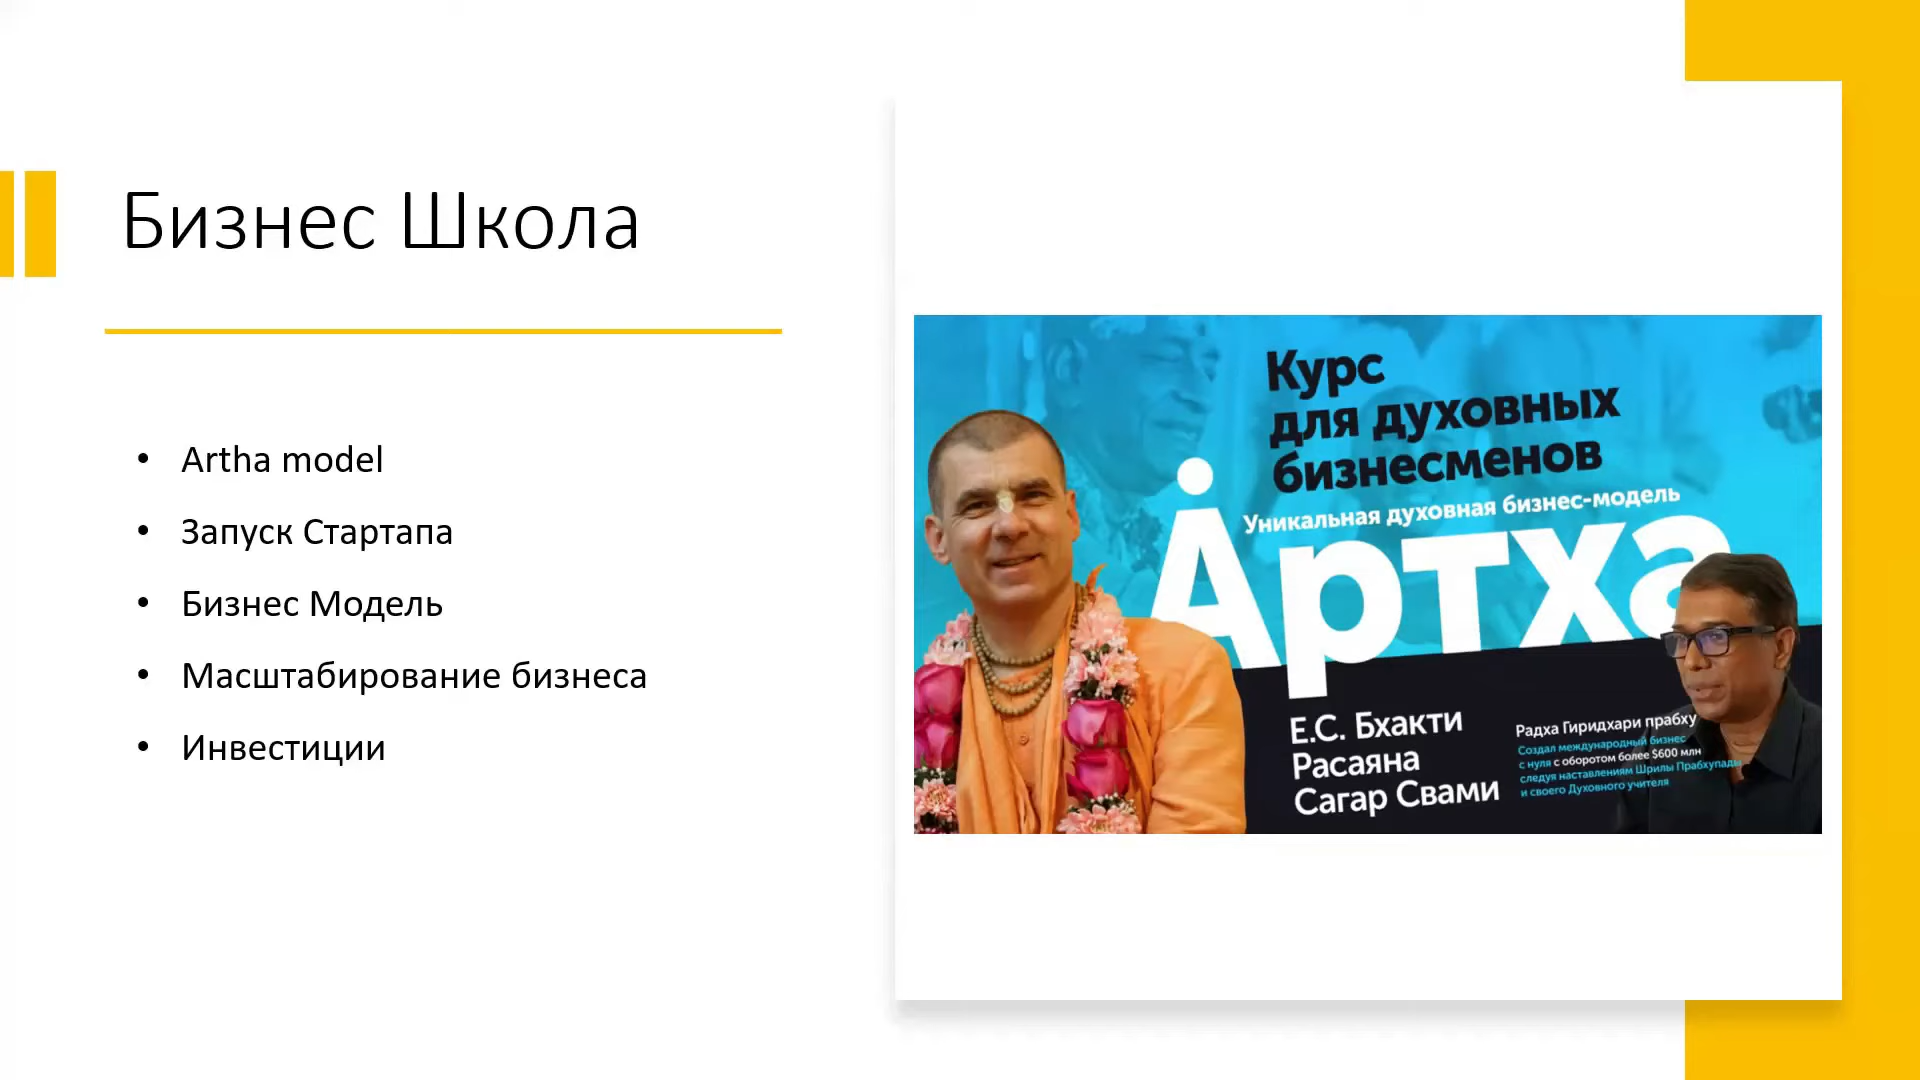 Бизнес Школа
Artha model
Запуск Стартапа
Бизнес Модель
Масштабирование бизнеса
Инвестиции
Курс
для духовных
бизнесменов
Уникальная духовная бизнес-модель
Артха
Е.С. Бхакти
Расаяна
Сагар Свами
Радха Гиридхари прабху
Создал международный бизнес
с нуля с оборотом более $600 млн
следуя наставлениям Шрилы Прабхупады
и своего Духовного учителя